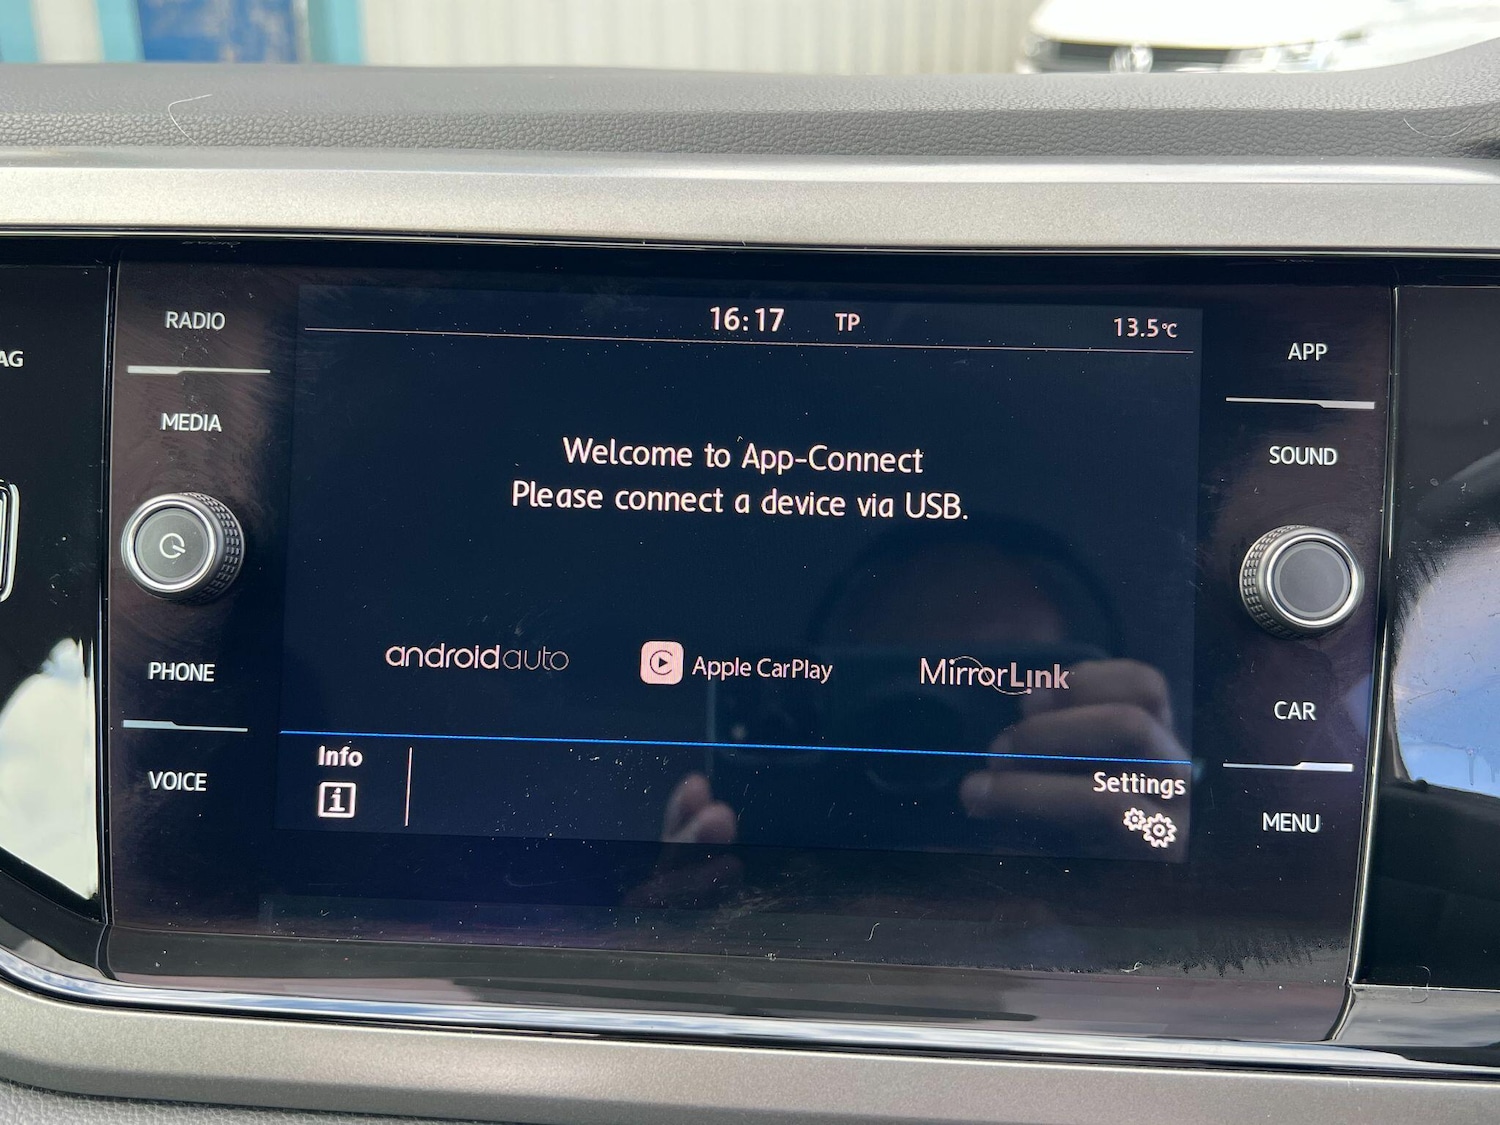 16:17 TP 13.5°C
RADIO
MEDIA
PHONE
VOICE
AG
Welcome to App-Connect
Please connect a device via USB.
androidauto
Apple CarPlay
MirrorLink
Info
i
Settings
APP
SOUND
CAR
MENU